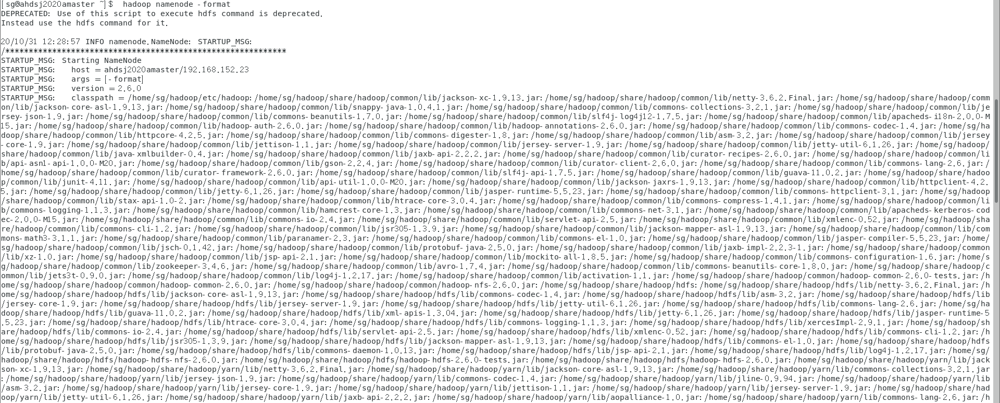 [sg@ahdsj2020amaster ~]$  hadoop namenode -format
DEPRECATED: Use of this script to execute hdfs command is deprecated.
Instead use the hdfs command for it.
20/10/31 12:28:57 INFO namenode.NameNode: STARTUP_MSG:
/************************************************************
STARTUP_MSG: Starting NameNode
STARTUP_MSG:   host = ahdsj2020amaster/192.168.152.23
STARTUP_MSG:   args = [-format]
STARTUP_MSG:   version = 2.6.0
STARTUP_MSG:   classpath = /home/sg/hadoop/etc/hadoop:/home/sg/hadoop/share/hadoop/common/lib/jackson-xc-1.9.13.jar:/home/sg/hadoop/share/hadoop/common/lib/netty-3.6.2.Final.jar:/home/sg/hadoop/share/hadoop/comm
on/lib/jackson-core-asl-1.9.13.jar:/home/sg/hadoop/share/hadoop/common/lib/snappy-java-1.0.4.1.jar:/home/sg/hadoop/share/hadoop/common/lib/commons-collections-3.2.1.jar:/home/sg/hadoop/share/hadoop/common/lib/je
rsey-json-1.9.jar:/home/sg/hadoop/share/hadoop/common/lib/commons-beanutils-1.7.0.jar:/home/sg/hadoop/share/hadoop/common/lib/slf4j-log4j12-1.7.5.jar:/home/sg/hadoop/share/hadoop/common/lib/apacheds-i18n-2.0.0-M
15.jar:/home/sg/hadoop/share/hadoop/common/lib/hadoop-auth-2.6.0.jar:/home/sg/hadoop/share/hadoop/common/lib/hadoop-annotations-2.6.0.jar:/home/sg/hadoop/share/hadoop/common/lib/commons-codec-1.4.jar:/home/sg/ha
doop/share/hadoop/common/lib/httpcore-4.2.5.jar:/home/sg/hadoop/share/hadoop/common/lib/commons-digester-1.8.jar:/home/sg/hadoop/share/hadoop/common/lib/asm-3.2.jar:/home/sg/hadoop/share/hadoop/common/lib/jersey
-core-1.9.jar:/home/sg/hadoop/share/hadoop/common/lib/jettison-1.1.jar:/home/sg/hadoop/share/hadoop/common/lib/jersey-server-1.9.jar:/home/sg/hadoop/share/hadoop/common/lib/jetty-util-6.1.26.jar:/home/sg/hadoop/
share/hadoop/common/lib/java-xmlbuilder-0.4.jar:/home/sg/hadoop/share/hadoop/common/lib/jaxb-api-2.2.2.jar:/home/sg/hadoop/share/hadoop/common/lib/curator-recipes-2.6.0.jar:/home/sg/hadoop/share/hadoop/common/li
b/api-asn1-api-1.0.0-M20.jar:/home/sg/hadoop/share/hadoop/common/lib/gson-2.2.4.jar:/home/sg/hadoop/share/hadoop/common/lib/curator-client-2.6.0.jar:/home/sg/hadoop/share/hadoop/common/lib/commons-lang-2.6.jar:/
home/sg/hadoop/share/hadoop/common/lib/curator-framework-2.6.0.jar:/home/sg/hadoop/share/hadoop/common/lib/slf4j-api-1.7.5.jar:/home/sg/hadoop/share/hadoop/common/lib/guava-11.0.2.jar:/home/sg/hadoop/share/hadoo
p/common/lib/junit-4.11.jar:/home/sg/hadoop/share/hadoop/common/lib/api-util-1.0.0-M20.jar:/home/sg/hadoop/share/hadoop/common/lib/jackson-jaxrs-1.9.13.jar:/home/sg/hadoop/share/hadoop/common/lib/httpclient-4.2.
5.jar:/home/sg/hadoop/share/hadoop/common/lib/jetty-6.1.26.jar:/home/sg/hadoop/share/hadoop/common/lib/jasper-runtime-5.5.23.jar:/home/sg/hadoop/share/hadoop/common/lib/commons-httpclient-3.1.jar:/home/sg/hadoop
/share/hadoop/common/lib/stax-api-1.0-2.jar:/home/sg/hadoop/share/hadoop/common/lib/htrace-core-3.0.4.jar:/home/sg/hadoop/share/hadoop/common/lib/commons-compress-1.4.1.jar:/home/sg/hadoop/share/hadoop/common/li
b/commons-logging-1.1.3.jar:/home/sg/hadoop/share/hadoop/common/lib/hamcrest-core-1.3.jar:/home/sg/hadoop/share/hadoop/common/lib/commons-net-3.1.jar:/home/sg/hadoop/share/hadoop/common/lib/apacheds-kerberos-cod
ec-2.0.0-M15.jar:/home/sg/hadoop/share/hadoop/common/lib/commons-io-2.4.jar:/home/sg/hadoop/share/hadoop/common/lib/servlet-api-2.5.jar:/home/sg/hadoop/share/hadoop/common/lib/xmlenc-0.52.jar:/home/sg/hadoop/sha
re/hadoop/common/lib/commons-cli-1.2.jar:/home/sg/hadoop/share/hadoop/common/lib/jsr305-1.3.9.jar:/home/sg/hadoop/share/hadoop/common/lib/jackson-mapper-asl-1.9.13.jar:/home/sg/hadoop/share/hadoop/common/lib/com
mons-math3-3.1.1.jar:/home/sg/hadoop/share/hadoop/common/lib/paranamer-2.3.jar:/home/sg/hadoop/share/hadoop/common/lib/commons-el-1.0.jar:/home/sg/hadoop/share/hadoop/common/lib/jasper-compiler-5.5.23.jar:/home/
sg/hadoop/share/hadoop/common/lib/jsch-0.1.42.jar:/home/sg/hadoop/share/hadoop/common/lib/protobuf-java-2.5.0.jar:/home/sg/hadoop/share/hadoop/common/lib/jaxb-impl-2.2.3-1.jar:/home/sg/hadoop/share/hadoop/common
/lib/xz-1.0.jar:/home/sg/hadoop/share/hadoop/common/lib/jsp-api-2.1.jar:/home/sg/hadoop/share/hadoop/common/lib/mockito-all-1.8.5.jar:/home/sg/hadoop/share/hadoop/common/lib/commons-configuration-1.6.jar:/home/s
g/hadoop/share/hadoop/common/lib/zookeeper-3.4.6.jar:/home/sg/hadoop/share/hadoop/common/lib/avro-1.7.4.jar:/home/sg/hadoop/share/hadoop/common/lib/commons-beanutils-core-1.8.0.jar:/home/sg/hadoop/share/hadoop/c
ommon/lib/jets3t-0.9.0.jar:/home/sg/hadoop/share/hadoop/common/lib/log4j-1.2.17.jar:/home/sg/hadoop/share/hadoop/common/lib/activation-1.1.jar:/home/sg/hadoop/share/hadoop/common/hadoop-common-2.6.0-tests.jar:/h
ome/sg/hadoop/share/hadoop/common/hadoop-common-2.6.0.jar:/home/sg/hadoop/share/hadoop/common/hadoop-nfs-2.6.0.jar:/home/sg/hadoop/share/hadoop/hdfs:/home/sg/hadoop/share/hadoop/hdfs/lib/netty-3.6.2.Final.jar:/h
ome/sg/hadoop/share/hadoop/hdfs/lib/jackson-core-asl-1.9.13.jar:/home/sg/hadoop/share/hadoop/hdfs/lib/commons-codec-1.4.jar:/home/sg/hadoop/share/hadoop/hdfs/lib/asm-3.2.jar:/home/sg/hadoop/share/hadoop/hdfs/lib
/jersey-core-1.9.jar:/home/sg/hadoop/share/hadoop/hdfs/lib/jersey-server-1.9.jar:/home/sg/hadoop/share/hadoop/hdfs/lib/jetty-util-6.1.26.jar:/home/sg/hadoop/share/hadoop/hdfs/lib/commons-lang-2.6.jar:/home/sg/ha
doop/share/hadoop/hdfs/lib/guava-11.0.2.jar:/home/sg/hadoop/share/hadoop/hdfs/lib/xml-apis-1.3.04.jar:/home/sg/hadoop/share/hadoop/hdfs/lib/jetty-6.1.26.jar:/home/sg/hadoop/share/hadoop/hdfs/lib/jasper-runtime-5
.5.23.jar:/home/sg/hadoop/share/hadoop/hdfs/lib/htrace-core-3.0.4.jar:/home/sg/hadoop/share/hadoop/hdfs/lib/commons-logging-1.1.3.jar:/home/sg/hadoop/share/hadoop/hdfs/lib/xercesImpl-2.9.1.jar:/home/sg/hadoop/sh
are/hadoop/hdfs/lib/commons-io-2.4.jar:/home/sg/hadoop/share/hadoop/hdfs/lib/servlet-api-2.5.jar:/home/sg/hadoop/share/hadoop/hdfs/lib/xmlenc-0.52.jar:/home/sg/hadoop/share/hadoop/hdfs/lib/commons-cli-1.2.jar:/h
ome/sg/hadoop/share/hadoop/hdfs/lib/jsr305-1.3.9.jar:/home/sg/hadoop/share/hadoop/hdfs/lib/jackson-mapper-asl-1.9.13.jar:/home/sg/hadoop/share/hadoop/hdfs/lib/commons-el-1.0.jar:/home/sg/hadoop/share/hadoop/hdfs
/lib/protobuf-java-2.5.0.jar:/home/sg/hadoop/share/hadoop/hdfs/lib/commons-daemon-1.0.13.jar:/home/sg/hadoop/share/hadoop/hdfs/lib/jsp-api-2.1.jar:/home/sg/hadoop/share/hadoop/hdfs/lib/log4j-1.2.17.jar:/home/sg/
hadoop/share/hadoop/hdfs/hadoop-hdfs-nfs-2.6.0.jar:/home/sg/hadoop/share/hadoop/hdfs/hadoop-hdfs-2.6.0-tests.jar:/home/sg/hadoop/share/hadoop/hdfs/hadoop-hdfs-2.6.0.jar:/home/sg/hadoop/share/hadoop/yarn/lib/jack
son-xc-1.9.13.jar:/home/sg/hadoop/share/hadoop/yarn/lib/netty-3.6.2.Final.jar:/home/sg/hadoop/share/hadoop/yarn/lib/jackson-core-asl-1.9.13.jar:/home/sg/hadoop/share/hadoop/yarn/lib/commons-collections-3.2.1.jar
:/home/sg/hadoop/share/hadoop/yarn/lib/jersey-json-1.9.jar:/home/sg/hadoop/share/hadoop/yarn/lib/commons-codec-1.4.jar:/home/sg/hadoop/share/hadoop/yarn/lib/jline-0.9.94.jar:/home/sg/hadoop/share/hadoop/yarn/lib
/asm-3.2.jar:/home/sg/hadoop/share/hadoop/yarn/lib/jersey-core-1.9.jar:/home/sg/hadoop/share/hadoop/yarn/lib/jettison-1.1.jar:/home/sg/hadoop/share/hadoop/yarn/lib/jersey-server-1.9.jar:/home/sg/hadoop/share/had
oop/yarn/lib/jetty-util-6.1.26.jar:/home/sg/hadoop/share/hadoop/yarn/lib/jaxb-api-2.2.2.jar:/home/sg/hadoop/share/hadoop/yarn/lib/aopalliance-1.0.jar:/home/sg/hadoop/share/hadoop/yarn/lib/commons-lang-2.6.jar:/h